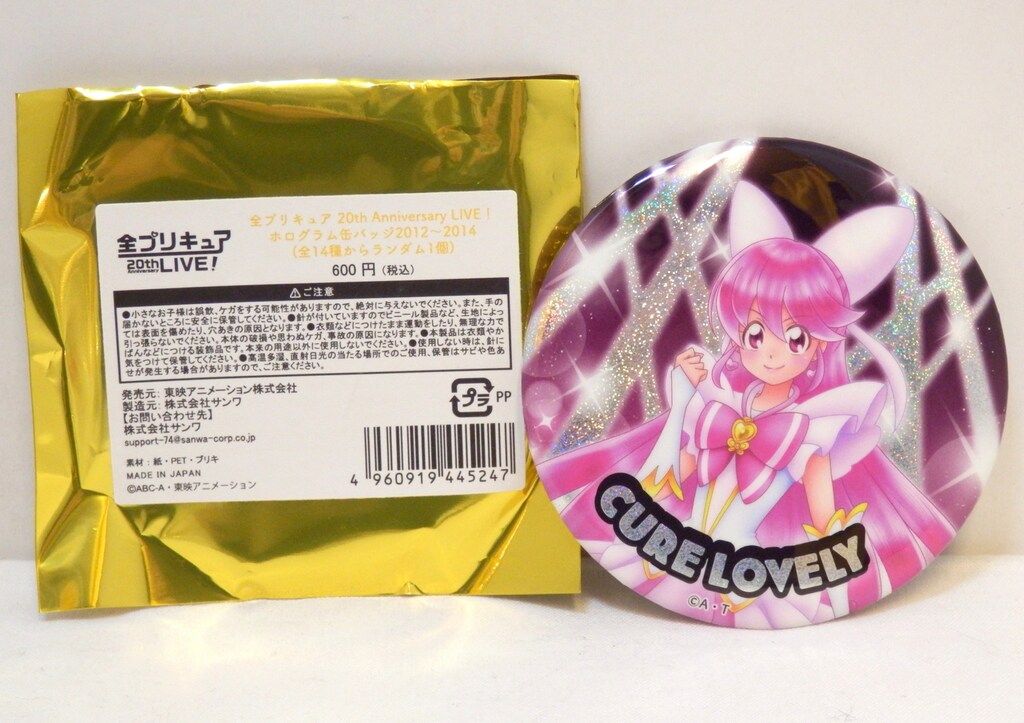 全プリキュア
20th Anniversary LIVE!
全プリキュア 20th Anniversary LIVE!
ホログラム缶バッジ2012～2014
（全14種からランダム1個）
600 円（税込）
⚠ご注意
●小さなお子様は誤飲、ケガをする可能性がありますので、絶対に与えないでください。また、手の
届かないところに安全に保管してください。●針が付いていますのでビニール製品など、生地によっ
ては表面を傷めたり、穴あきの原因となります。●衣類などにつけたまま運動をしたり、無理な力で
引っ張らないでください。本体の破損や思わぬケガ、事故の原因になります。●本製品は衣類やか
ばんなどにつける装飾品です。本来の用途以外に使用しないでください。●使用しない時は、針に
気をつけて保管してください。●高温多湿、直射日光の当たる場所でのご使用、保管はサビや色あ
せが発生する場合がありますので、ご注意ください。
発売元：東映アニメーション株式会社
製造元：株式会社サンワ
【お問い合わせ先】
株式会社サンワ
support-74@sanwa-corp.co.jp
プラ PP
素材：紙・PET・ブリキ
MADE IN JAPAN
©ABC-A・東映アニメーション
4 960919 445247
CURE LOVELY
©A・T